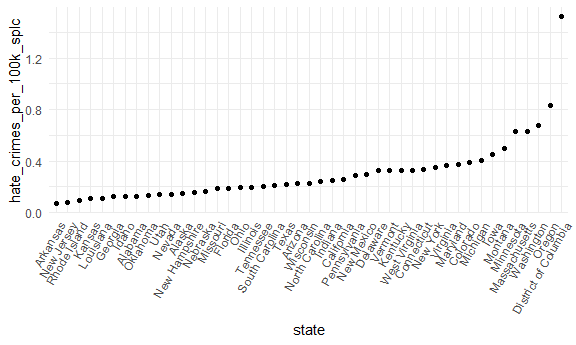 hate_crimes_per_100k_splc
1.2
0.8
0.4
0.0
Arkansas
New Jersey
Rhode Island
Kansas
Louisiana
Georgia
Idaho
Alabama
Oklahoma
Utah
Nevada
Alaska
New Hampshire
Nebraska
Missouri
Florida
Ohio
Illinois
Tennessee
South Carolina
Texas
Arizona
Wisconsin
North Carolina
Indiana
California
Pennsylvania
New Mexico
Delaware
Vermont
Kentucky
West Virginia
Connecticut
New York
Virginia
Maryland
Colorado
Michigan
Iowa
Montana
Minnesota
Massachusetts
Washington
Oregon
District of Columbia
state